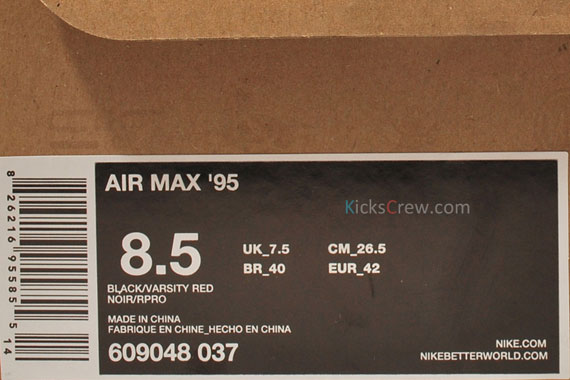 AIR MAX '95
KicksCrew.com
8.5
UK_7.5 CM_26.5
BR_40 EUR_42
BLACK/VARSITY RED
NOIR/RPRO
MADE IN CHINA
FABRIQUE EN CHINE_HECHO EN CHINA
609048 037
NIKE.COM
NIKEBETTERWORLD.COM
8 26216 95585 5 14